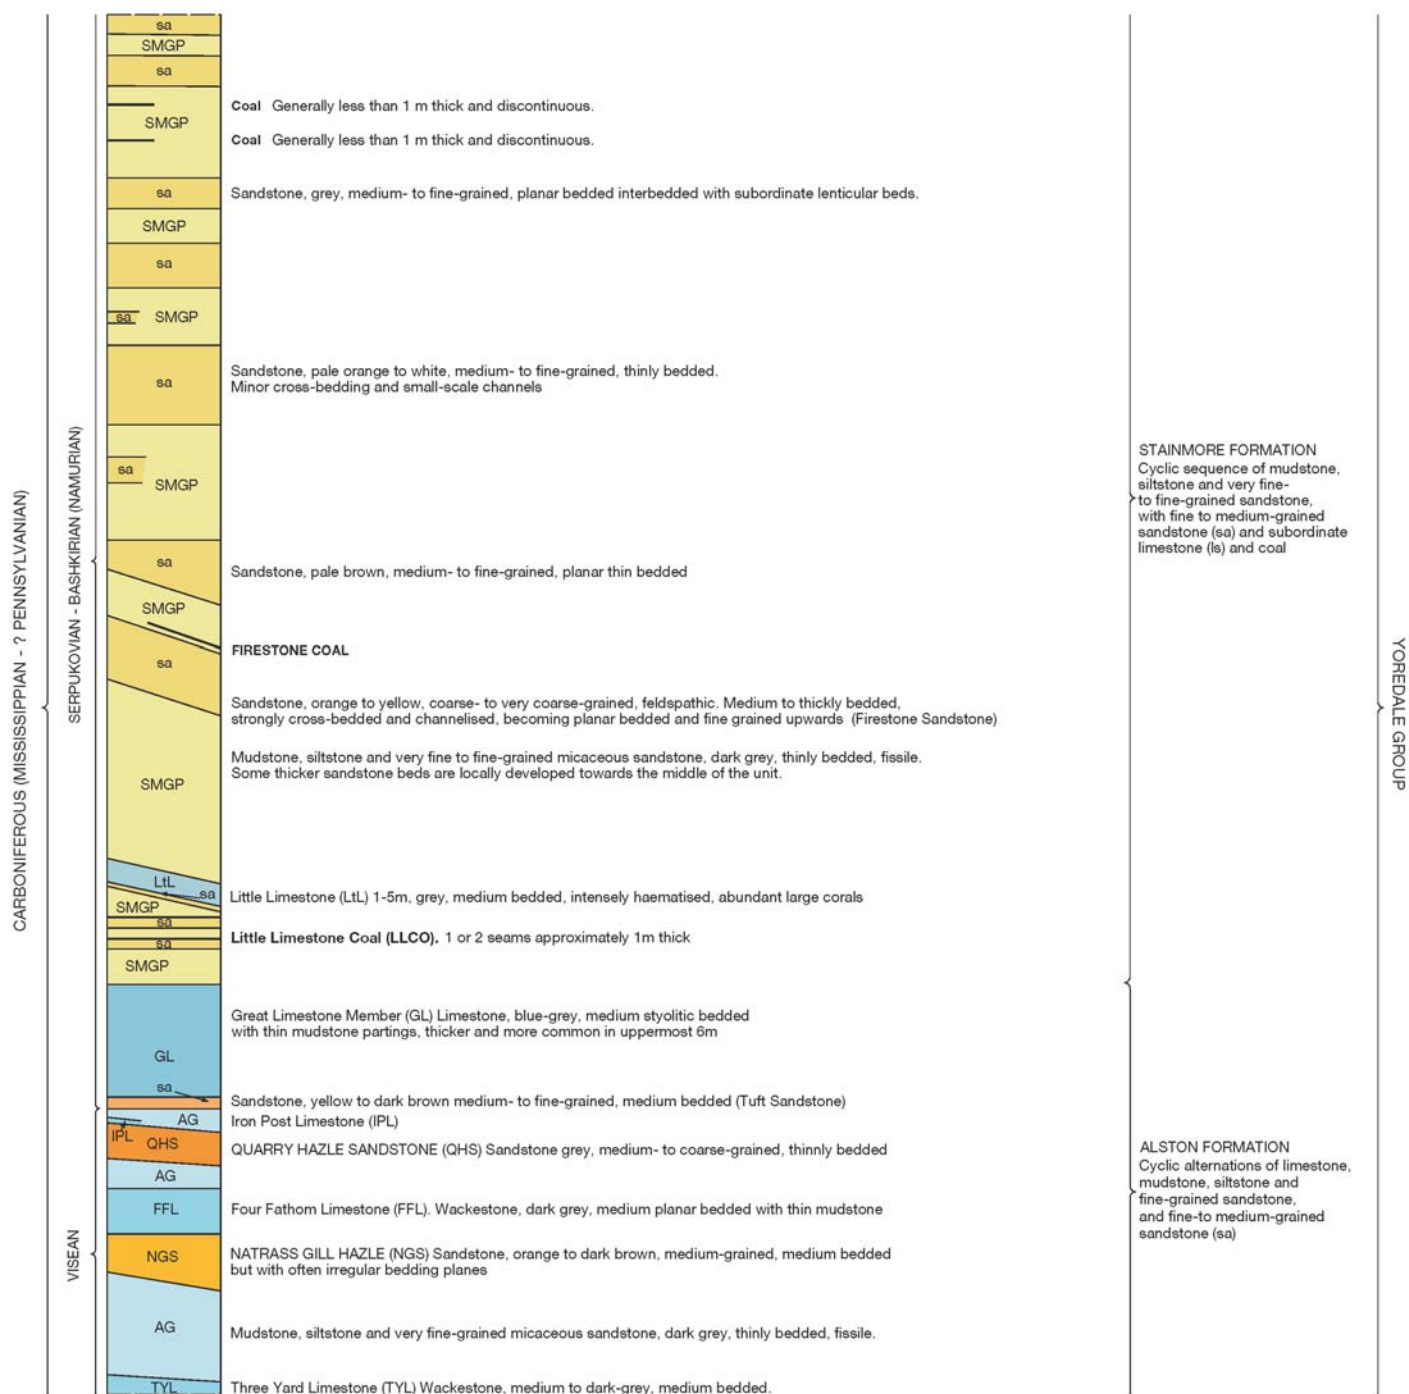 sa
SMGP
sa
Coal Generally less than 1 m thick and discontinuous.
SMGP
Coal Generally less than 1 m thick and discontinuous.
sa
Sandstone, grey, medium- to fine-grained, planar bedded interbedded with subordinate lenticular beds.
SMGP
sa
sa
SMGP
sa
Sandstone, pale orange to white, medium- to fine-grained, thinly bedded.
Minor cross-bedding and small-scale channels
sa
SMGP
sa
Sandstone, pale brown, medium- to fine-grained, planar thin bedded
SMGP
FIRESTONE COAL
sa
Sandstone, orange to yellow, coarse- to very coarse-grained, feldspathic. Medium to thickly bedded,
strongly cross-bedded and channelised, becoming planar bedded and fine grained upwards (Firestone Sandstone)
Mudstone, siltstone and very fine to fine-grained micaceous sandstone, dark grey, thinly bedded, fissile.
Some thicker sandstone beds are locally developed towards the middle of the unit.
SMGP
LtL
sa
Little Limestone (LtL) 1-5m, grey, medium bedded, intensely haematised, abundant large corals
SMGP
sa
Little Limestone Coal (LLCO). 1 or 2 seams approximately 1m thick
sa
SMGP
Great Limestone Member (GL) Limestone, blue-grey, medium styolitic bedded
with thin mudstone partings, thicker and more common in uppermost 6m
GL
sa
Sandstone, yellow to dark brown medium- to fine-grained, medium bedded (Tuft Sandstone)
AG
Iron Post Limestone (IPL)
IPL
QHS
QUARRY HAZLE SANDSTONE (QHS) Sandstone grey, medium- to coarse-grained, thinnly bedded
AG
FFL
Four Fathom Limestone (FFL). Wackestone, dark grey, medium planar bedded with thin mudstone
NGS
NATRASS GILL HAZLE (NGS) Sandstone, orange to dark brown, medium-grained, medium bedded
but with often irregular bedding planes
AG
Mudstone, siltstone and very fine-grained micaceous sandstone, dark grey, thinly bedded, fissile.
TYL
Three Yard Limestone (TYL) Wackestone, medium to dark-grey, medium bedded.
CARBONIFEROUS (MISSISSIPPIAN - ? PENNSYLVANIAN)
SERPUKOVIAN - BASHKIRIAN (NAMURIAN)
VISEAN
STAINMORE FORMATION
Cyclic sequence of mudstone,
siltstone and very fine-
to fine-grained sandstone,
with fine to medium-grained
sandstone (sa) and subordinate
limestone (ls) and coal
ALSTON FORMATION
Cyclic alternations of limestone,
mudstone, siltstone and
fine-grained sandstone,
and fine-to medium-grained
sandstone (sa)
YOREDALE GROUP